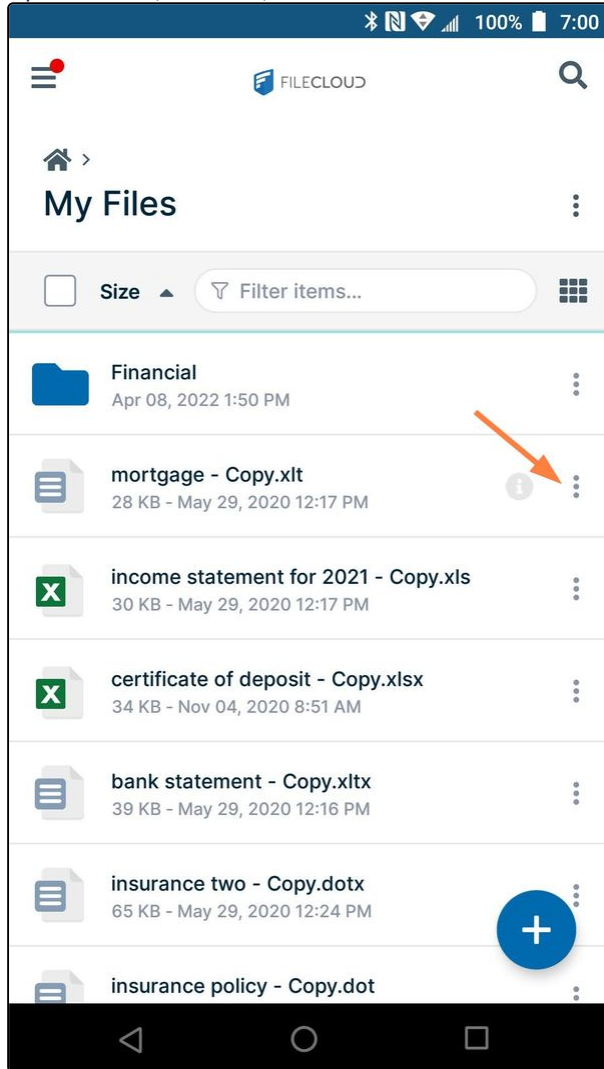 100% 7:00
FILECLOUD
My Files
Size Filter items...
Financial
Apr 08, 2022 1:50 PM
mortgage - Copy.xlt
28 KB - May 29, 2020 12:17 PM
income statement for 2021 - Copy.xls
30 KB - May 29, 2020 12:17 PM
certificate of deposit - Copy.xlsx
34 KB - Nov 04, 2020 8:51 AM
bank statement - Copy.xltx
39 KB - May 29, 2020 12:16 PM
insurance two - Copy.dotx
65 KB - May 29, 2020 12:24 PM
insurance policy - Copy.dot